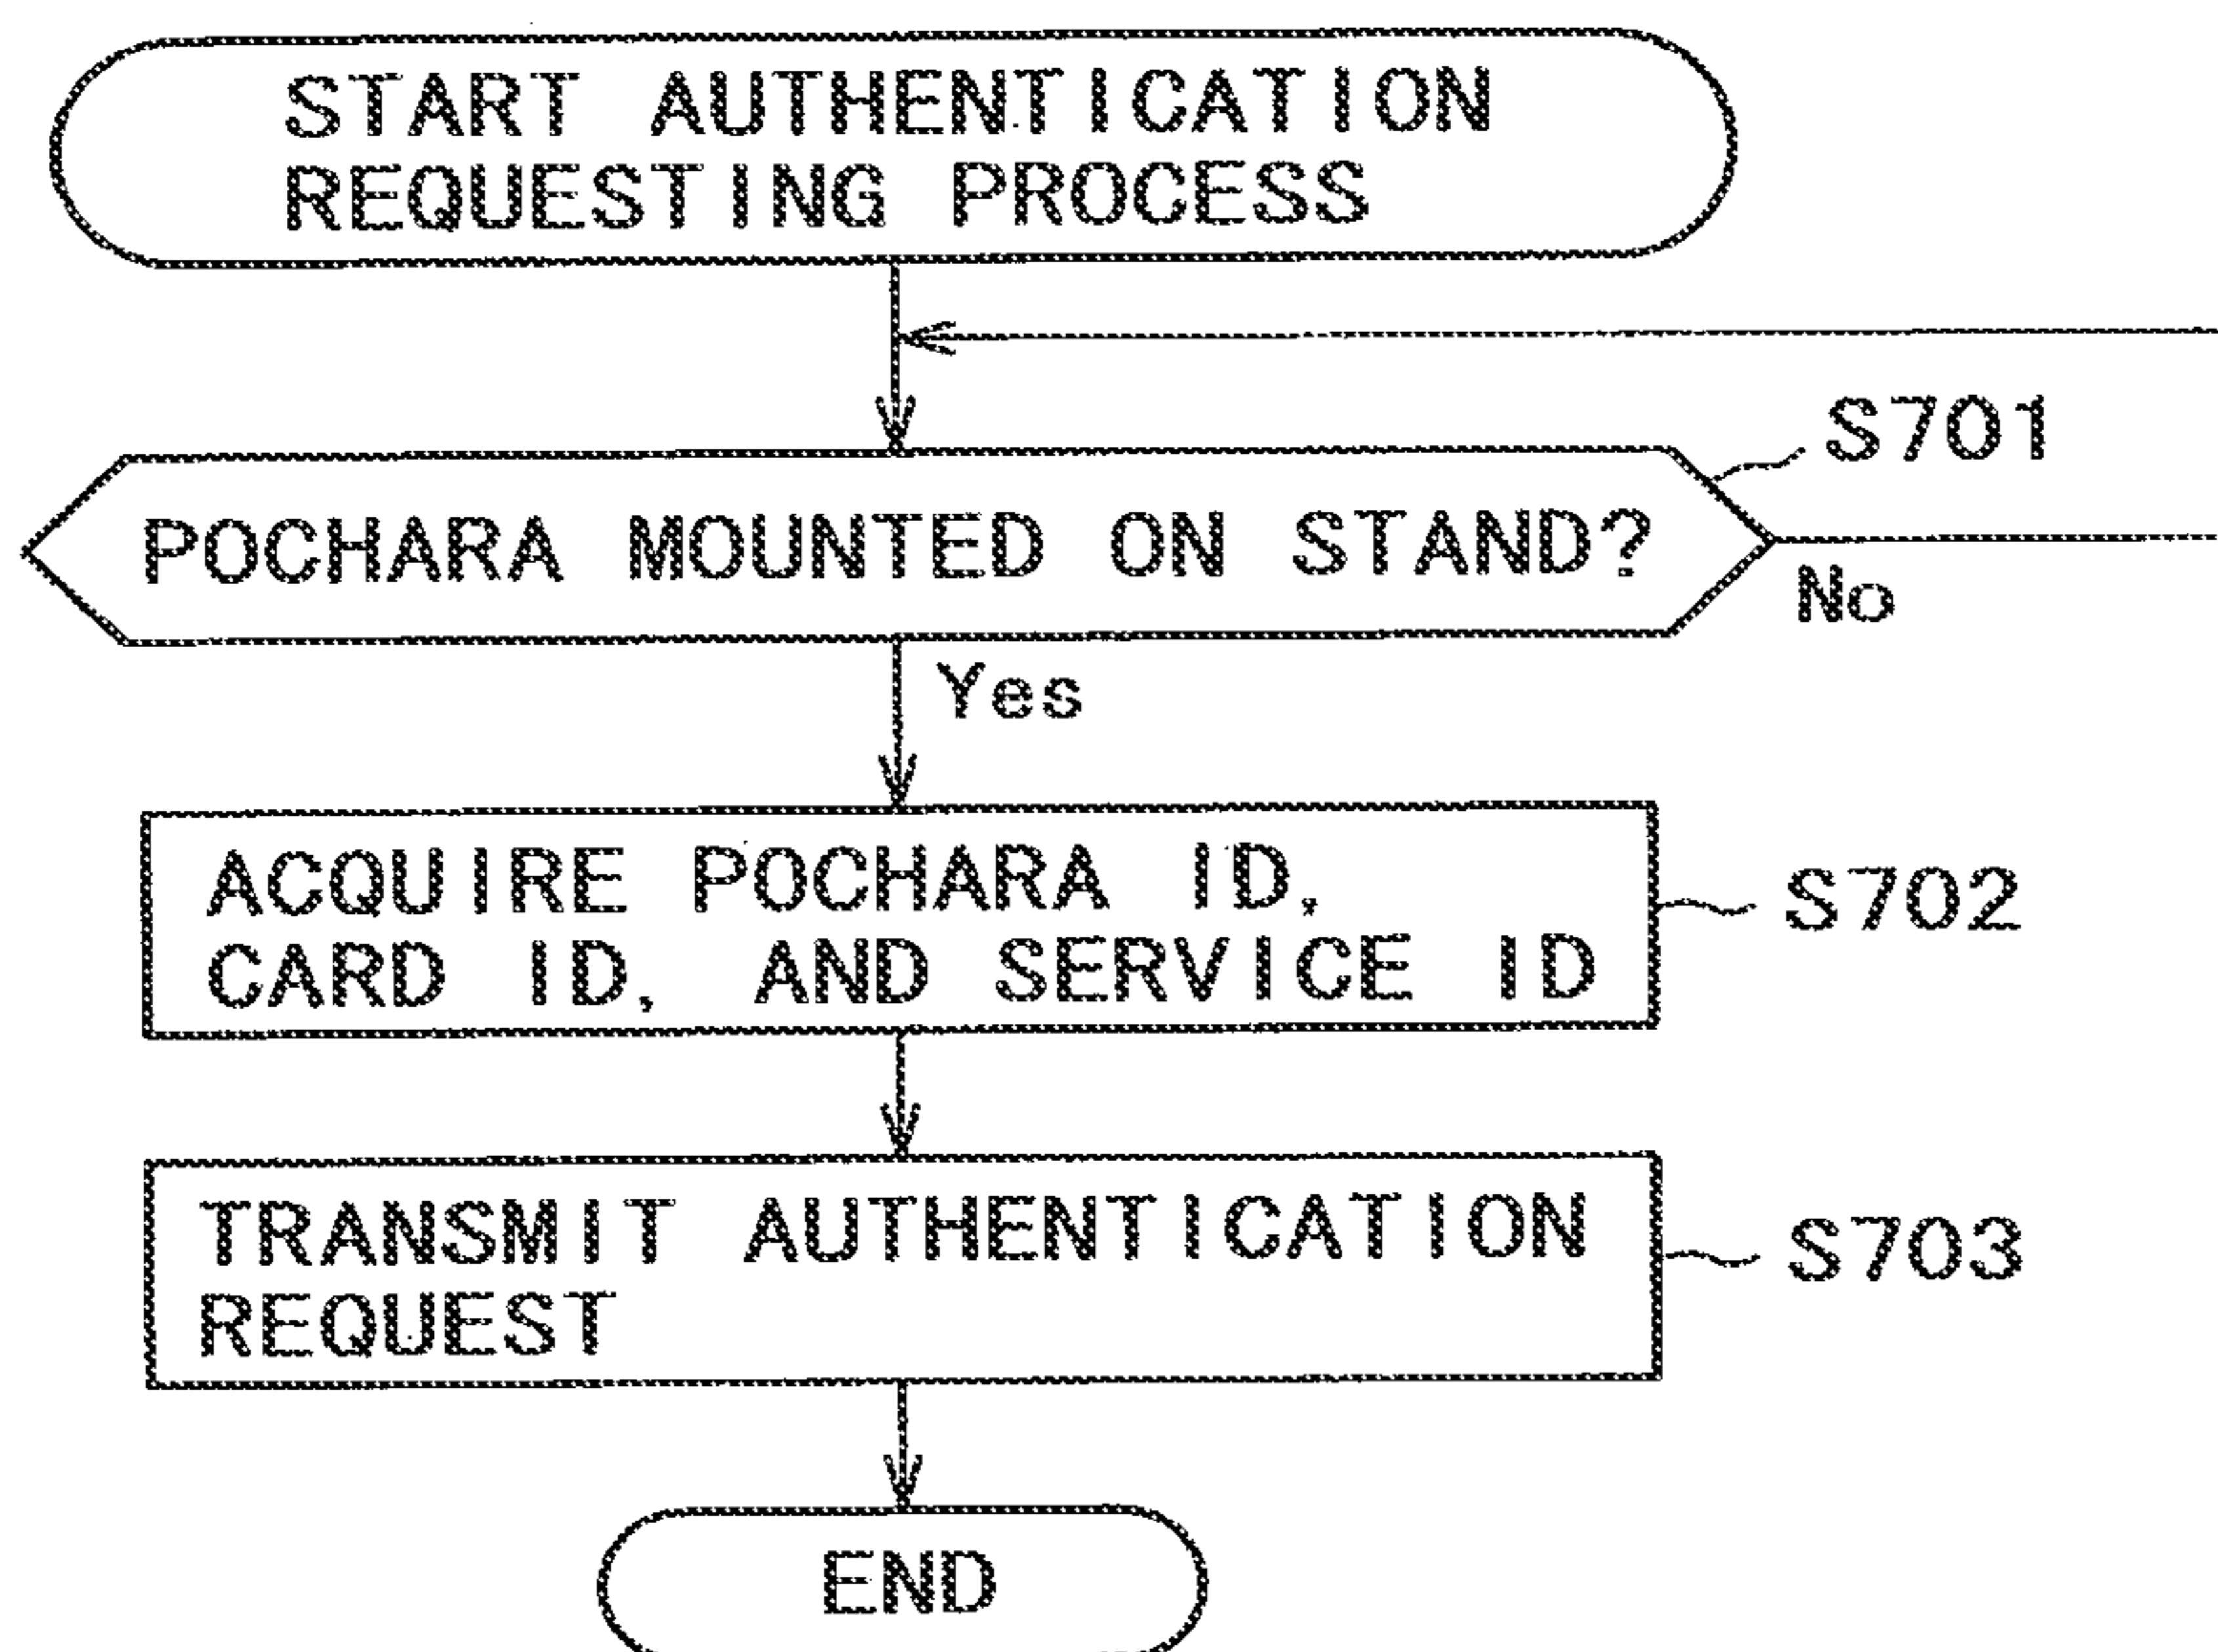 START AUTHENTICATION
REQUESTING PROCESS
S701
POCHARA MOUNTED ON STAND?
No
Yes
ACQUIRE POCHARA ID,
CARD ID, AND SERVICE ID
S702
TRANSMIT AUTHENTICATION
REQUEST
S703
END